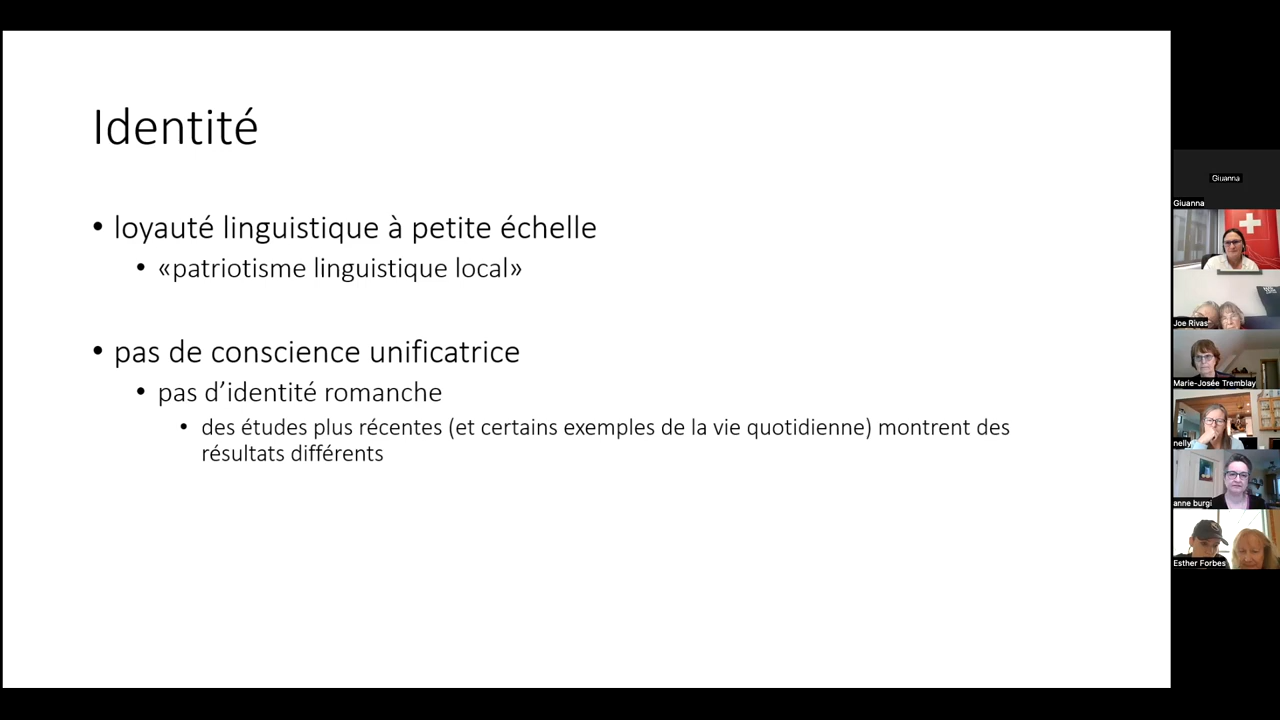 Identité
• loyauté linguistique à petite échelle
• «patriotisme linguistique local»
• pas de conscience unificatrice
• pas d’identité romanche
• des études plus récentes (et certains exemples de la vie quotidienne) montrent des
résultats différents
Giuanna
Giuanna
Joe Rivas
Marie-Josée Tremblay
nelly
anne burgi
Esther Forbes